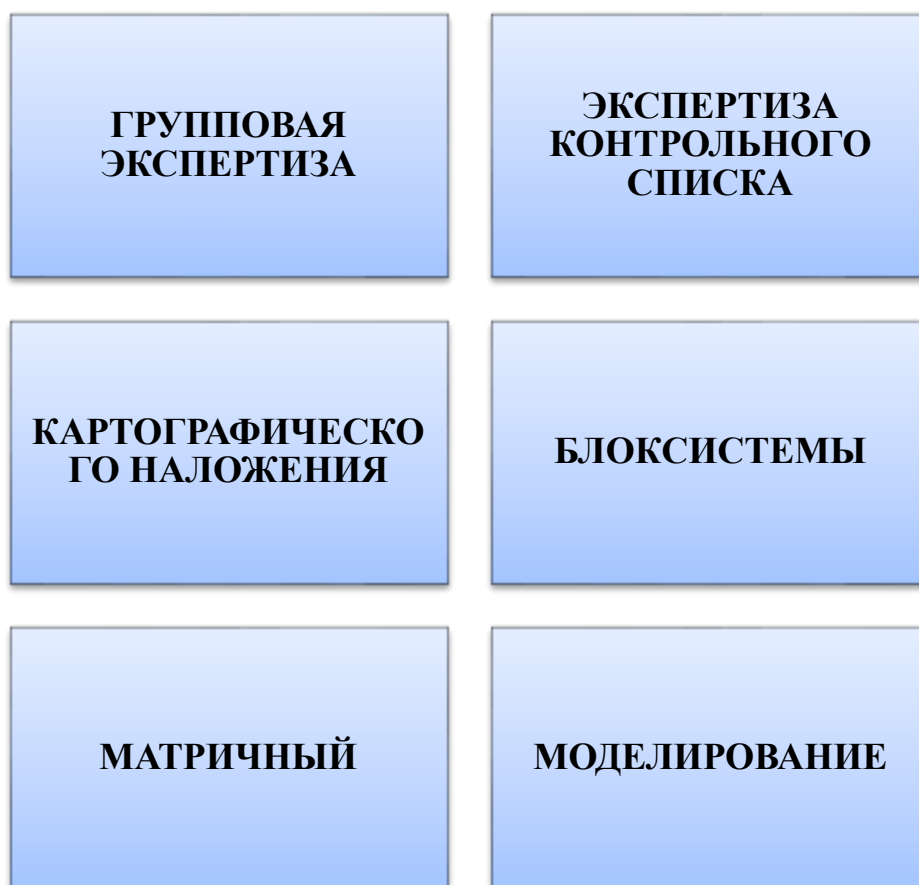 ГРУППОВАЯ
ЭКСПЕРТИЗА
ЭКСПЕРТИЗА
КОНТРОЛЬНОГО
СПИСКА
КАРТОГРАФИЧЕСКО
ГО НАЛОЖЕНИЯ
БЛОКСИСТЕМЫ
МАТРИЧНЫЙ
МОДЕЛИРОВАНИЕ